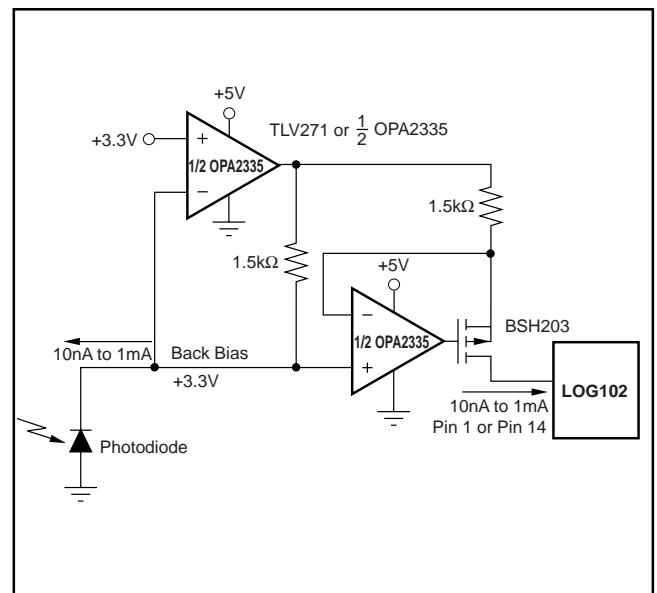 +5V
TLV271 or 1/2 OPA2335
+3.3V
+
1/2 OPA2335
−
1.5kΩ
1.5kΩ
+5V
−
BSH203
1/2 OPA2335
10nA to 1mA
Back Bias
+
+3.3V
10nA to 1mA
LOG102
Pin 1 or Pin 14
Photodiode